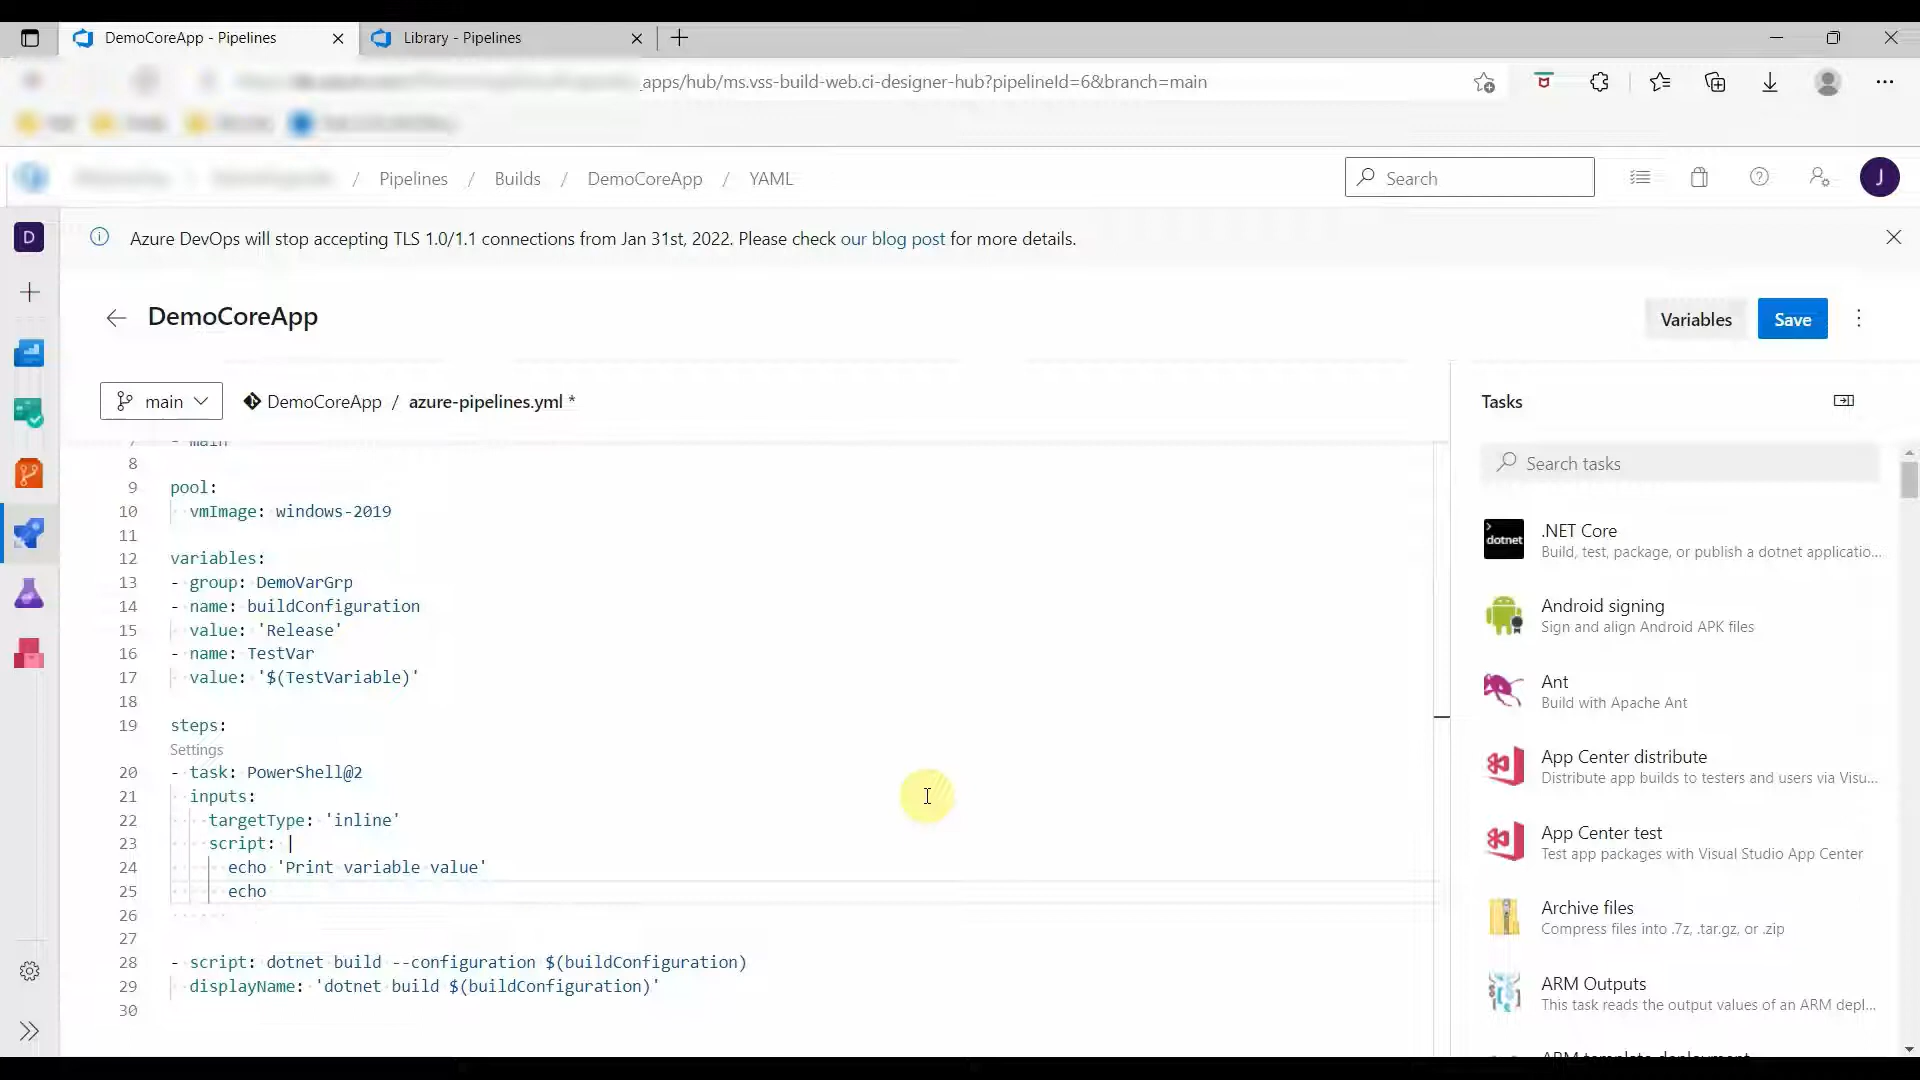 DemoCoreApp - Pipelines
Library - Pipelines
_apps/hub/ms.vss-build-web.ci-designer-hub?pipelineId=6&branch=main
/ Pipelines / Builds / DemoCoreApp / YAML
Search
J
D
Azure DevOps will stop accepting TLS 1.0/1.1 connections from Jan 31st, 2022. Please check our blog post for more details.
DemoCoreApp
Variables
Save
main
DemoCoreApp / azure-pipelines.yml *
7 - main
8
9 pool:
10 vmImage: windows-2019
11
12 variables:
13 - group: DemoVarGrp
14 - name: buildConfiguration
15 value: 'Release'
16 - name: TestVar
17 value: '$(TestVariable)'
18
19 steps:
Settings
20 - task: PowerShell@2
21 inputs:
22 targetType: 'inline'
23 script: |
24 echo 'Print variable value'
25 echo
26
27
28 - script: dotnet build --configuration $(buildConfiguration)
29 displayName: 'dotnet build $(buildConfiguration)'
30
Tasks
Search tasks
dotnet
.NET Core
Build, test, package, or publish a dotnet applicatio...
Android signing
Sign and align Android APK files
Ant
Build with Apache Ant
App Center distribute
Distribute app builds to testers and users via Visu...
App Center test
Test app packages with Visual Studio App Center
Archive files
Compress files into .7z, .tar.gz, or .zip
ARM Outputs
This task reads the output values of an ARM depl...
ARM template deployment